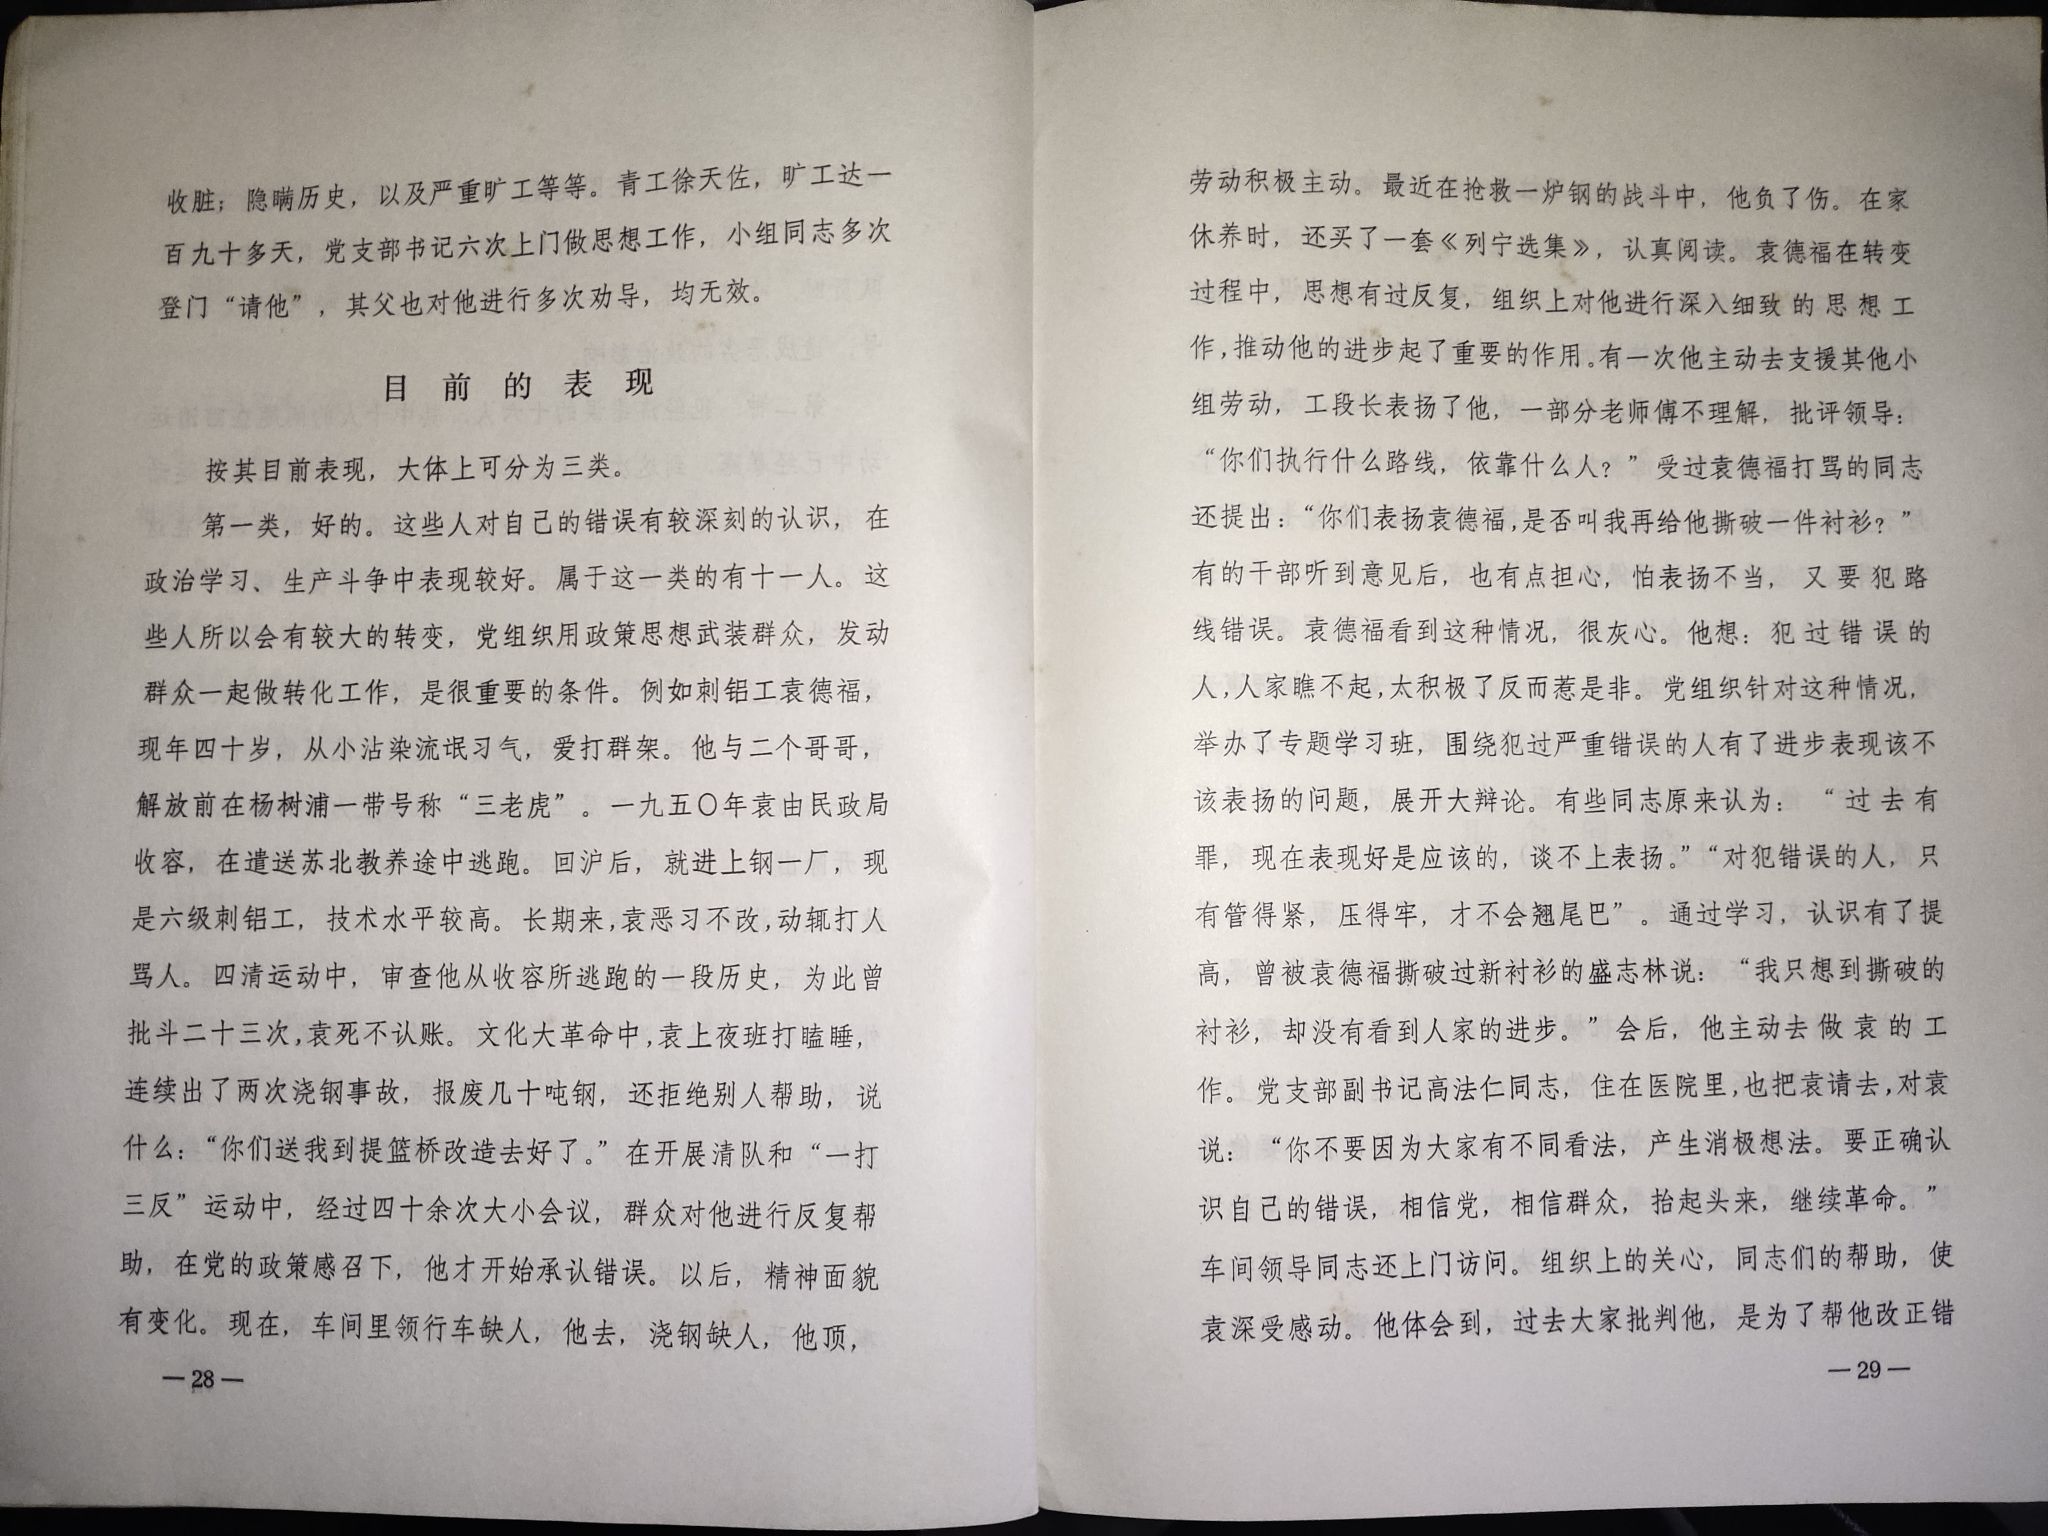 收脏；隐瞒历史，以及严重旷工等等。青工徐天佐，旷工达一
百九十多天，党支部书记六次上门做思想工作，小组同志多次
登门“请他”，其父也对他进行多次劝导，均无效。
目前的表现
按其目前表现，大体上可分为三类。
第一类，好的。这些人对自己的错误有较深刻的认识，在
政治学习、生产斗争中表现较好。属于这一类的有十一人。这
些人所以会有较大的转变，党组织用政策思想武装群众，发动
群众一起做转化工作，是很重要的条件。例如刺铝工袁德福，
现年四十岁，从小沾染流氓习气，爱打群架。他与二个哥哥，
解放前在杨树浦一带号称“三老虎”。一九五〇年袁由民政局
收容，在遣送苏北教养途中逃跑。回沪后，就进上钢一厂，现
是六级刺铝工，技术水平较高。长期来，袁恶习不改，动辄打人
骂人。四清运动中，审查他从收容所逃跑的一段历史，为此曾
批斗二十三次，袁死不认账。文化大革命中，袁上夜班打瞌睡，
连续出了两次浇钢事故，报废几十吨钢，还拒绝别人帮助，说
什么：“你们送我到提篮桥改造去好了。”在开展清队和“一打
三反”运动中，经过四十余次大小会议，群众对他进行反复帮
助，在党的政策感召下，他才开始承认错误。以后，精神面貌
有变化。现在，车间里领行车缺人，他去，浇钢缺人，他顶，
—28—
劳动积极主动。最近在抢救一炉钢的战斗中，他负了伤。在家
休养时，还买了一套《列宁选集》，认真阅读。袁德福在转变
过程中，思想有过反复，组织上对他进行深入细致的思想工
作，推动他的进步起了重要的作用。有一次他主动去支援其他小
组劳动，工段长表扬了他，一部分老师傅不理解，批评领导：
“你们执行什么路线，依靠什么人？”受过袁德福打骂的同志
还提出：“你们表扬袁德福，是否叫我再给他撕破一件衬衫？”
有的干部听到意见后，也有点担心，怕表扬不当，又要犯路
线错误。袁德福看到这种情况，很灰心。他想：犯过错误的
人，人家瞧不起，太积极了反而惹是非。党组织针对这种情况，
举办了专题学习班，围绕犯过严重错误的人有了进步表现该不
该表扬的问题，展开大辩论。有些同志原来认为：“过去有
罪，现在表现好是应该的，谈不上表扬。”“对犯错误的人，只
有管得紧，压得牢，才不会翘尾巴”。通过学习，认识有了提
高，曾被袁德福撕破过新衬衫的盛志林说：“我只想到撕破的
衬衫，却没有看到人家的进步。”会后，他主动去做袁的工
作。党支部副书记高法仁同志，住在医院里，也把袁请去，对袁
说：“你不要因为大家有不同看法，产生消极想法。要正确认
识自己的错误，相信党，相信群众，抬起头来，继续革命。”
车间领导同志还上门访问。组织上的关心，同志们的帮助，使
袁深受感动。他体会到，过去大家批判他，是为了帮他改正错
—29—